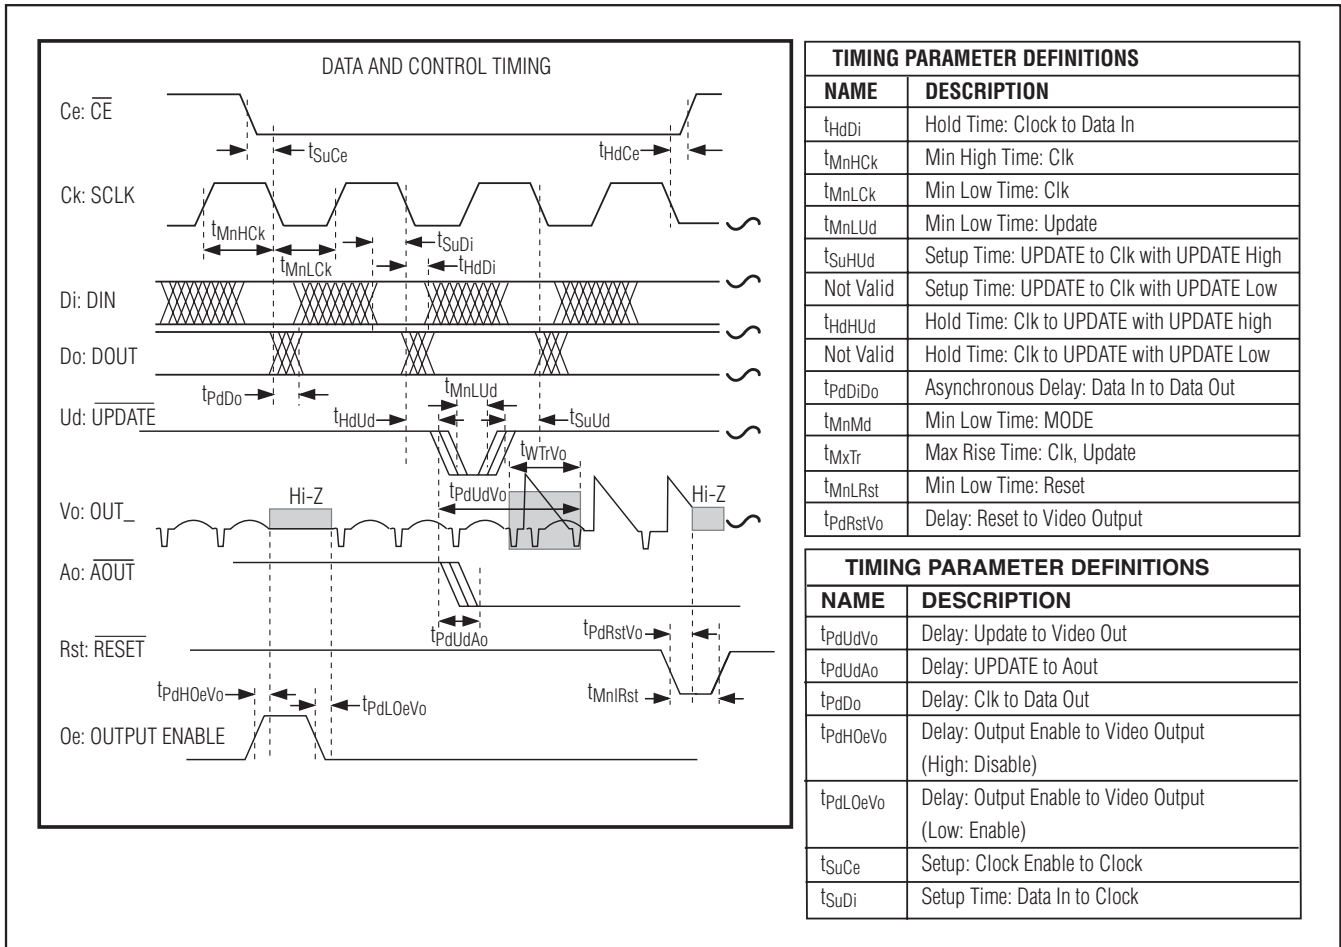 DATA AND CONTROL TIMING
Ce: CE
tSuCe
tHdCe
Ck: SCLK
tMnHCk
tMnLCk
tSuDi
tHdDi
Di: DIN
Do: DOUT
tPdDo
tMnLUd
Ud: UPDATE
tHdUd
tSuUd
tWTrVo
tPdUdVo
Hi-Z
Hi-Z
Vo: OUT_
Ao: AOUT
tPdUdAo
tPdRstVo
Rst: RESET
tMnlRst
tPdHOeVo
tPdLOeVo
Oe: OUTPUT ENABLE
TIMING PARAMETER DEFINITIONS
NAME DESCRIPTION
tHdDi Hold Time: Clock to Data In
tMnHCk Min High Time: Clk
tMnLCk Min Low Time: Clk
tMnLUd Min Low Time: Update
tSuHUd Setup Time: UPDATE to Clk with UPDATE High
Not Valid Setup Time: UPDATE to Clk with UPDATE Low
tHdHUd Hold Time: Clk to UPDATE with UPDATE high
Not Valid Hold Time: Clk to UPDATE with UPDATE Low
tPdDiDo Asynchronous Delay: Data In to Data Out
tMnMd Min Low Time: MODE
tMxTr Max Rise Time: Clk, Update
tMnLRst Min Low Time: Reset
tPdRstVo Delay: Reset to Video Output
TIMING PARAMETER DEFINITIONS
NAME DESCRIPTION
tPdUdVo Delay: Update to Video Out
tPdUdAo Delay: UPDATE to Aout
tPdDo Delay: Clk to Data Out
tPdHOeVo Delay: Output Enable to Video Output
(High: Disable)
tPdLOeVo Delay: Output Enable to Video Output
(Low: Enable)
tSuCe Setup: Clock Enable to Clock
tSuDi Setup Time: Data In to Clock